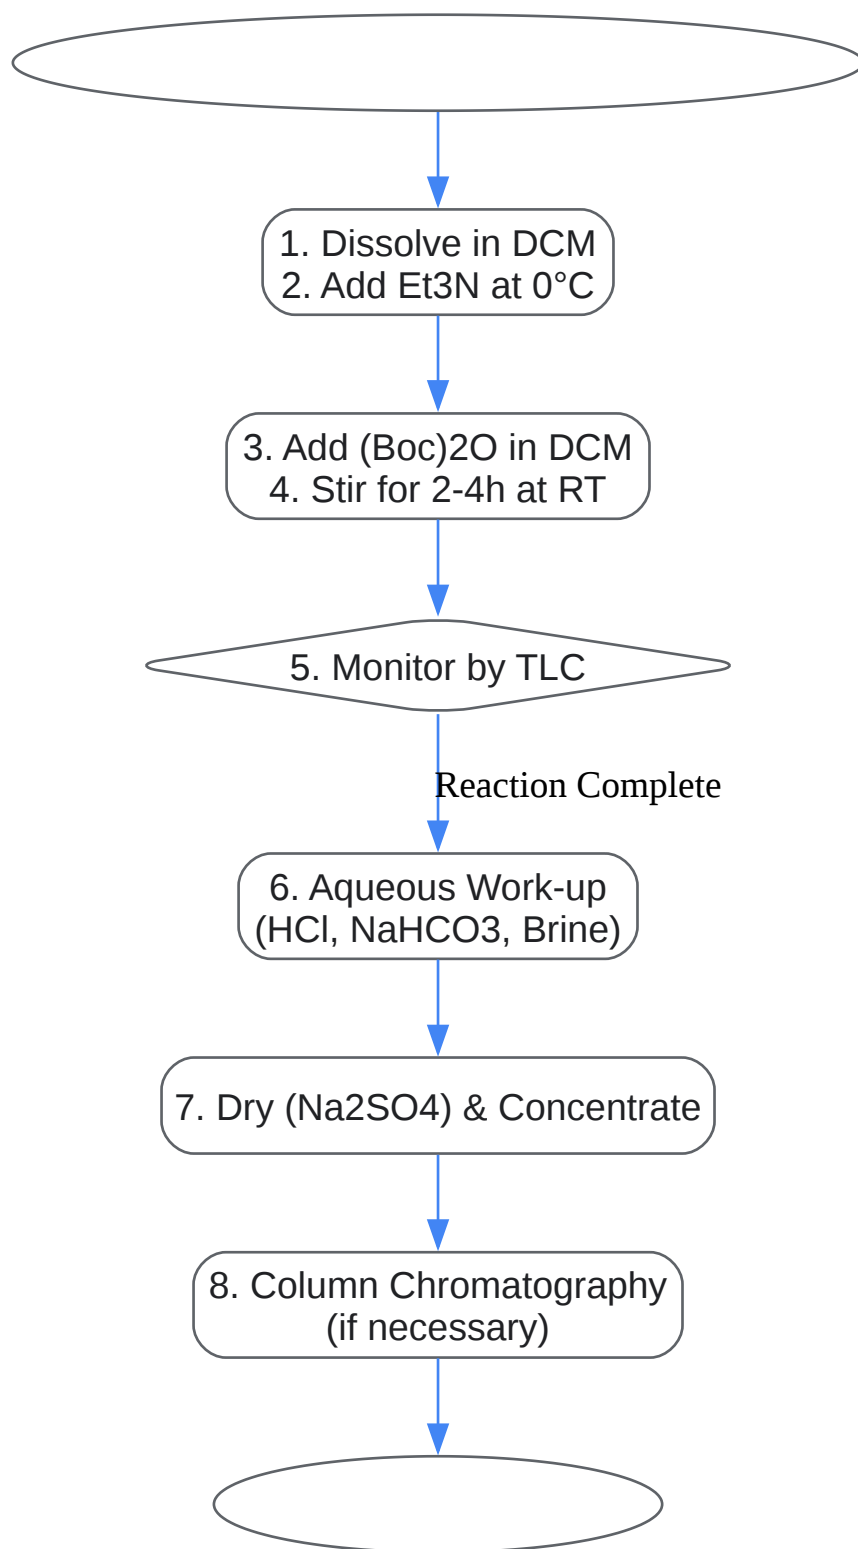 1. Dissolve in DCM
2. Add Et3N at 0°C
3. Add (Boc)2O in DCM
4. Stir for 2-4h at RT
5. Monitor by TLC
Reaction Complete
6. Aqueous Work-up
(HCl, NaHCO3, Brine)
7. Dry (Na2SO4) & Concentrate
8. Column Chromatography
(if necessary)